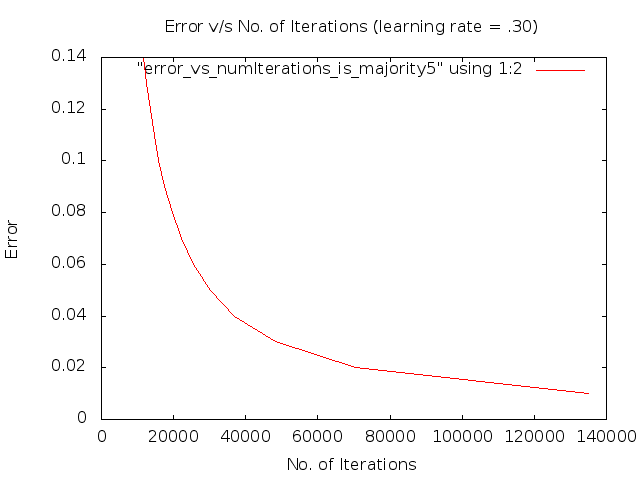 Error v/s No. of Iterations (learning rate = .30)
"error_vs_numIterations_is_majority5" using 1:2
0.14
0.12
0.1
0.08
0.06
0.04
0.02
0
Error
0 20000 40000 60000 80000 100000 120000 140000
No. of Iterations